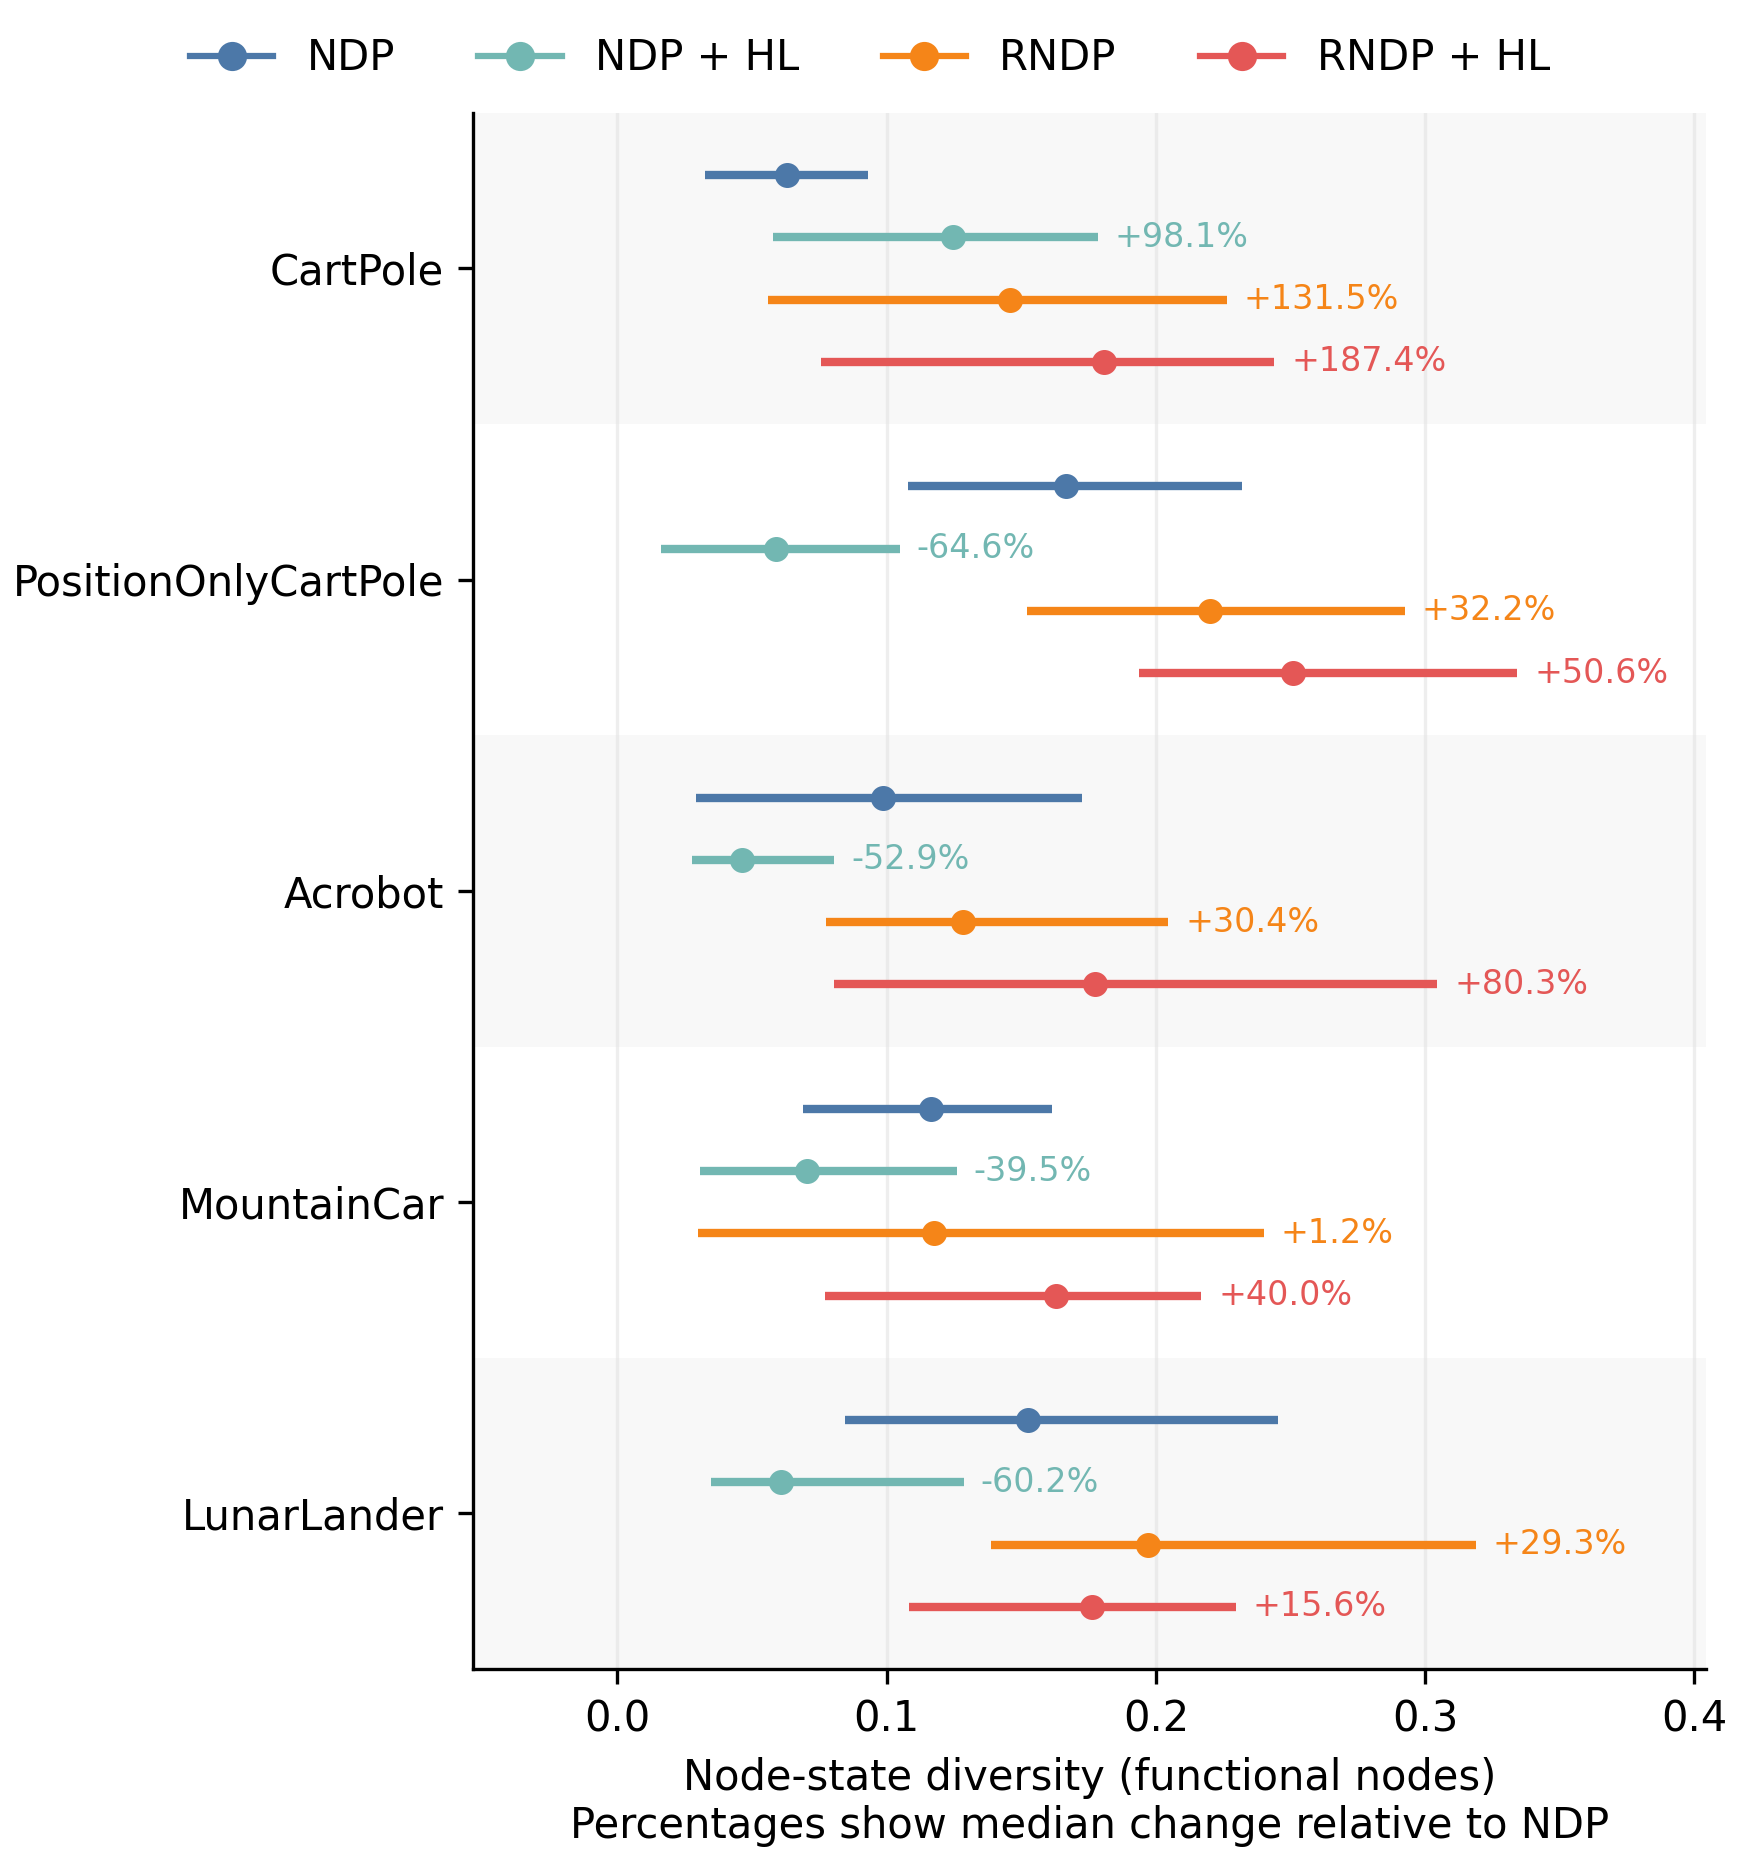 NDP NDP + HL RNDP RNDP + HL
CartPole
+98.1%
+131.5%
+187.4%
PositionOnlyCartPole
-64.6%
+32.2%
+50.6%
Acrobot
-52.9%
+30.4%
+80.3%
MountainCar
-39.5%
+1.2%
+40.0%
LunarLander
-60.2%
+29.3%
+15.6%
0.0 0.1 0.2 0.3 0.4
Node-state diversity (functional nodes)
Percentages show median change relative to NDP